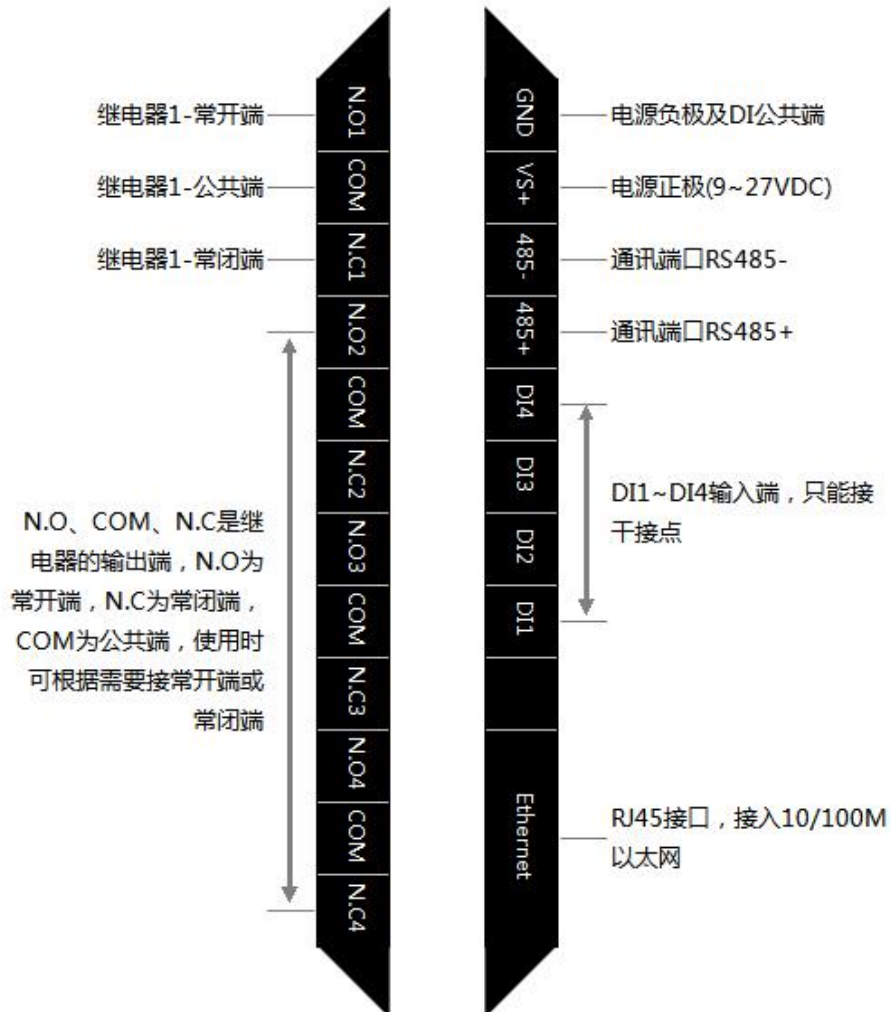 继电器1-常开端
继电器1-公共端
继电器1-常闭端
N.O、COM、N.C是继
电器的输出端，N.O为
常开端，N.C为常闭端，
COM为公共端，使用时
可根据需要接常开端或
常闭端
N.O1
COM
N.C1
N.O2
COM
N.C2
N.O3
COM
N.C3
N.O4
COM
N.C4
GND
VS+
485-
485+
DI4
DI3
DI2
DI1
Ethernet
电源负极及DI公共端
电源正极(9~27VDC)
通讯端口RS485-
通讯端口RS485+
DI1~DI4输入端，只能接
干接点
RJ45接口，接入10/100M
以太网